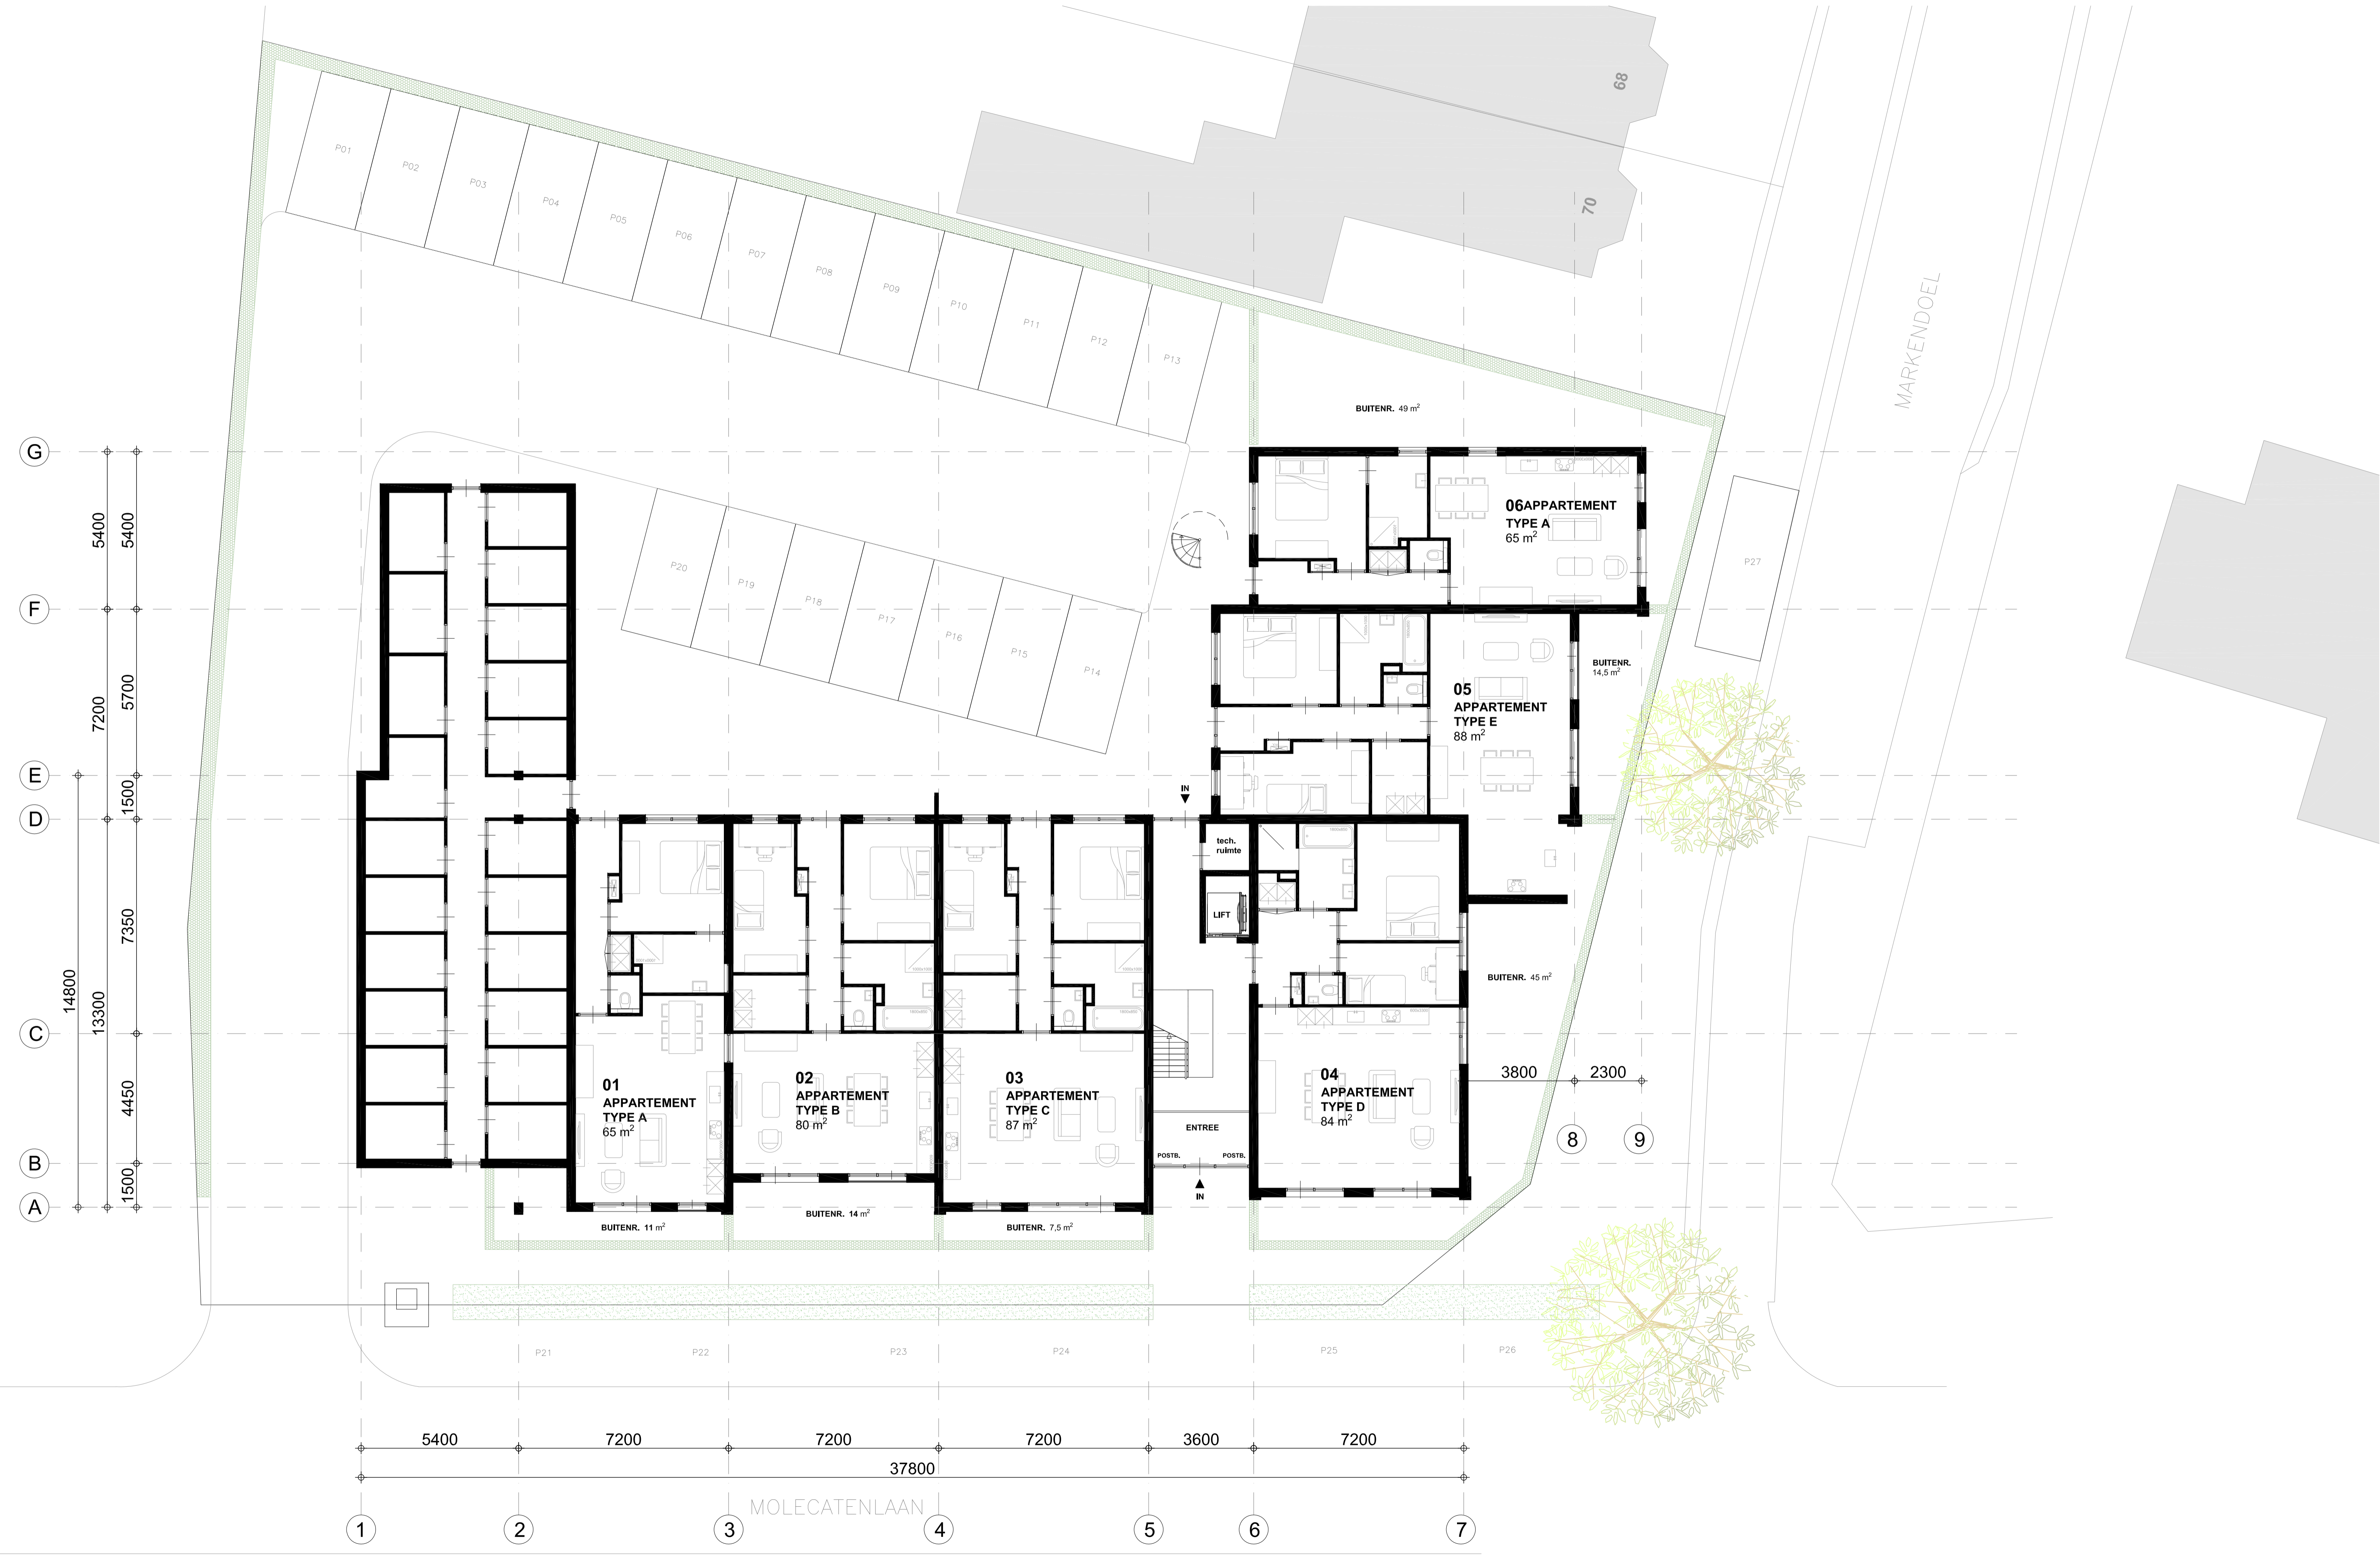 68
70
P01
P02
P03
P04
P05
P06
P07
P08
P09
P10
P11
P12
P13
MARKENDOEL
BUITENR. 49 m²
G
5400
5400
06 APPARTEMENT
TYPE A
65 m²
P27
P20
P19
P18
P17
P16
P15
P14
F
7200
5700
BUITENR.
14,5 m²
05
APPARTEMENT
TYPE E
88 m²
E
1500
IN
D
tech.
ruimte
LIFT
7350
14800
13300
BUITENR. 45 m²
C
4450
01
APPARTEMENT
TYPE A
65 m²
02
APPARTEMENT
TYPE B
80 m²
03
APPARTEMENT
TYPE C
87 m²
04
APPARTEMENT
TYPE D
84 m²
3800
2300
8
9
ENTREE
POSTB.
POSTB.
IN
B
1500
A
BUITENR. 11 m²
BUITENR. 14 m²
BUITENR. 7,5 m²
P21
P22
P23
P24
P25
P26
5400
7200
7200
7200
3600
7200
37800
MOLECATENLAAN
1
2
3
4
5
6
7